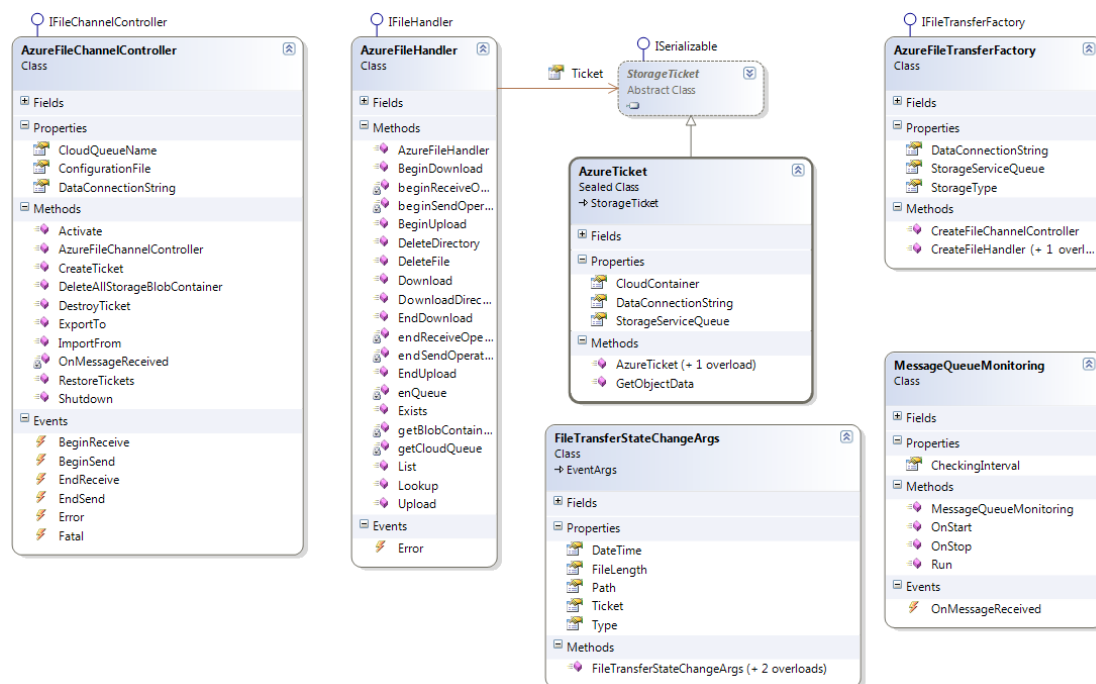 IFileChannelController
AzureFileChannelController
Class
Fields
Properties
CloudQueueName
ConfigurationFile
DataConnectionString
Methods
Activate
AzureFileChannelController
CreateTicket
DeleteAllStorageBlobContainer
DestroyTicket
ExportTo
ImportFrom
OnMessageReceived
RestoreTickets
Shutdown
Events
BeginReceive
BeginSend
EndReceive
EndSend
Error
Fatal
IFileHandler
AzureFileHandler
Class
Fields
Methods
AzureFileHandler
BeginDownload
beginReceiveO...
beginSendOper...
BeginUpload
DeleteDirectory
DeleteFile
Download
DownloadDirec...
EndDownload
endReceiveOpe...
endSendOperat...
EndUpload
enQueue
Exists
getBlobContain...
getCloudQueue
List
Lookup
Upload
Events
Error
Ticket
ISerializable
StorageTicket
Abstract Class
AzureTicket
Sealed Class
StorageTicket
Fields
Properties
CloudContainer
DataConnectionString
StorageServiceQueue
Methods
AzureTicket (+ 1 overload)
GetObjectData
FileTransferStateChangeArgs
Class
EventArgs
Fields
Properties
DateTime
FileLength
Path
Ticket
Type
Methods
FileTransferStateChangeArgs (+ 2 overloads)
IFileTransferFactory
AzureFileTransferFactory
Class
Fields
Properties
DataConnectionString
StorageServiceQueue
StorageType
Methods
CreateFileChannelController
CreateFileHandler (+ 1 overl...
MessageQueueMonitoring
Class
Fields
Properties
CheckingInterval
Methods
MessageQueueMonitoring
OnStart
OnStop
Run
Events
OnMessageReceived